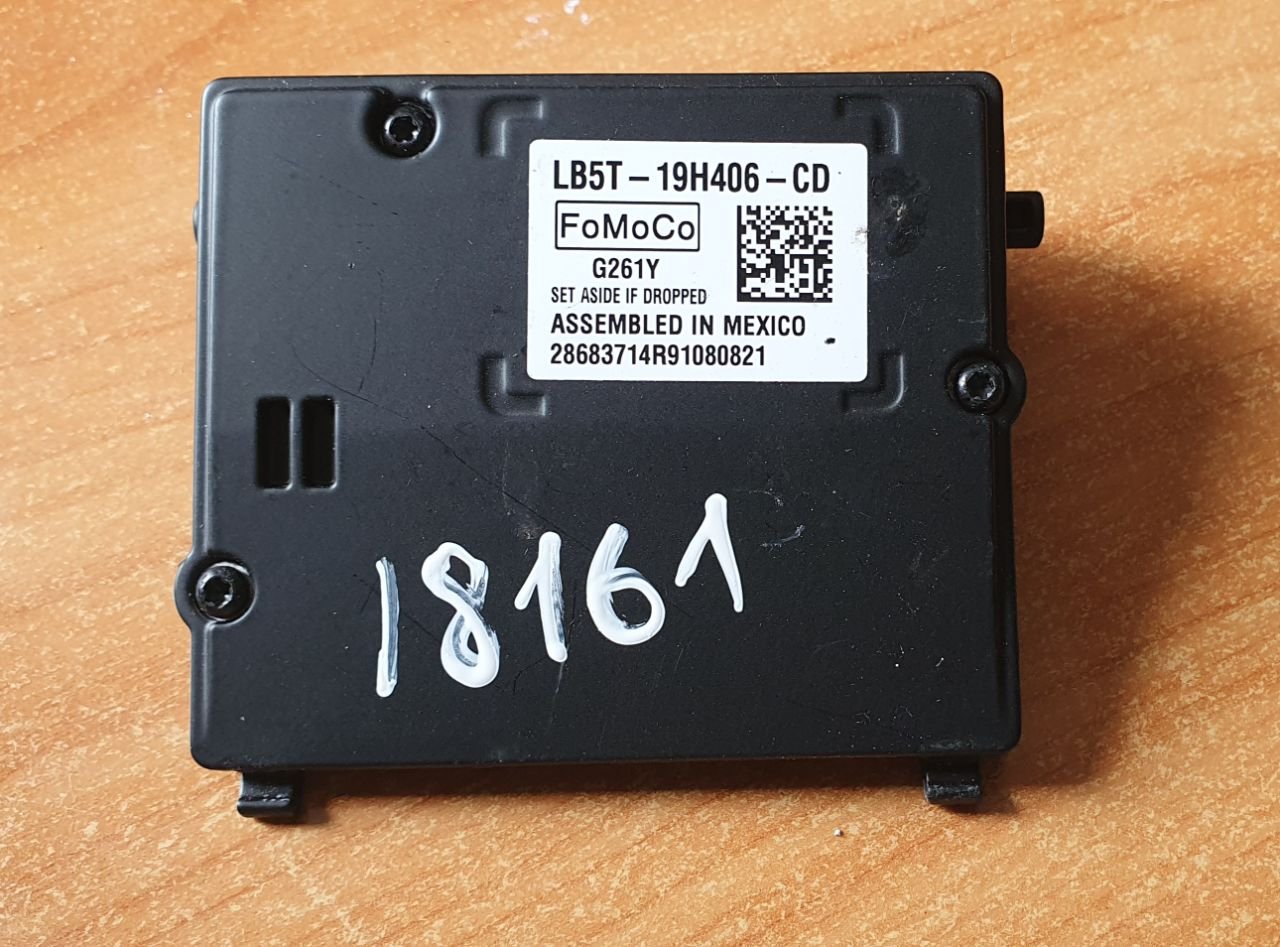 LB5T – 19H406 – CD
FoMoCo
G261Y
SET ASIDE IF DROPPED
ASSEMBLED IN MEXICO
28683714R91080821
18161